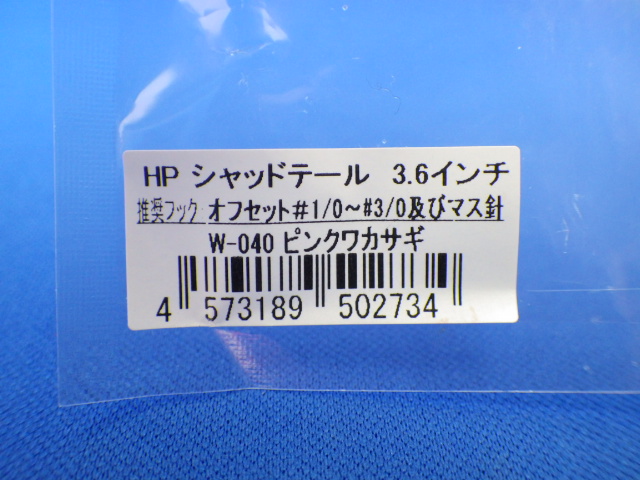 HP シャッドテール 3.6インチ
推奨フック オフセット#1/0～#3/0及びマス針
W-040 ピンクワカサギ
4 573189 502734